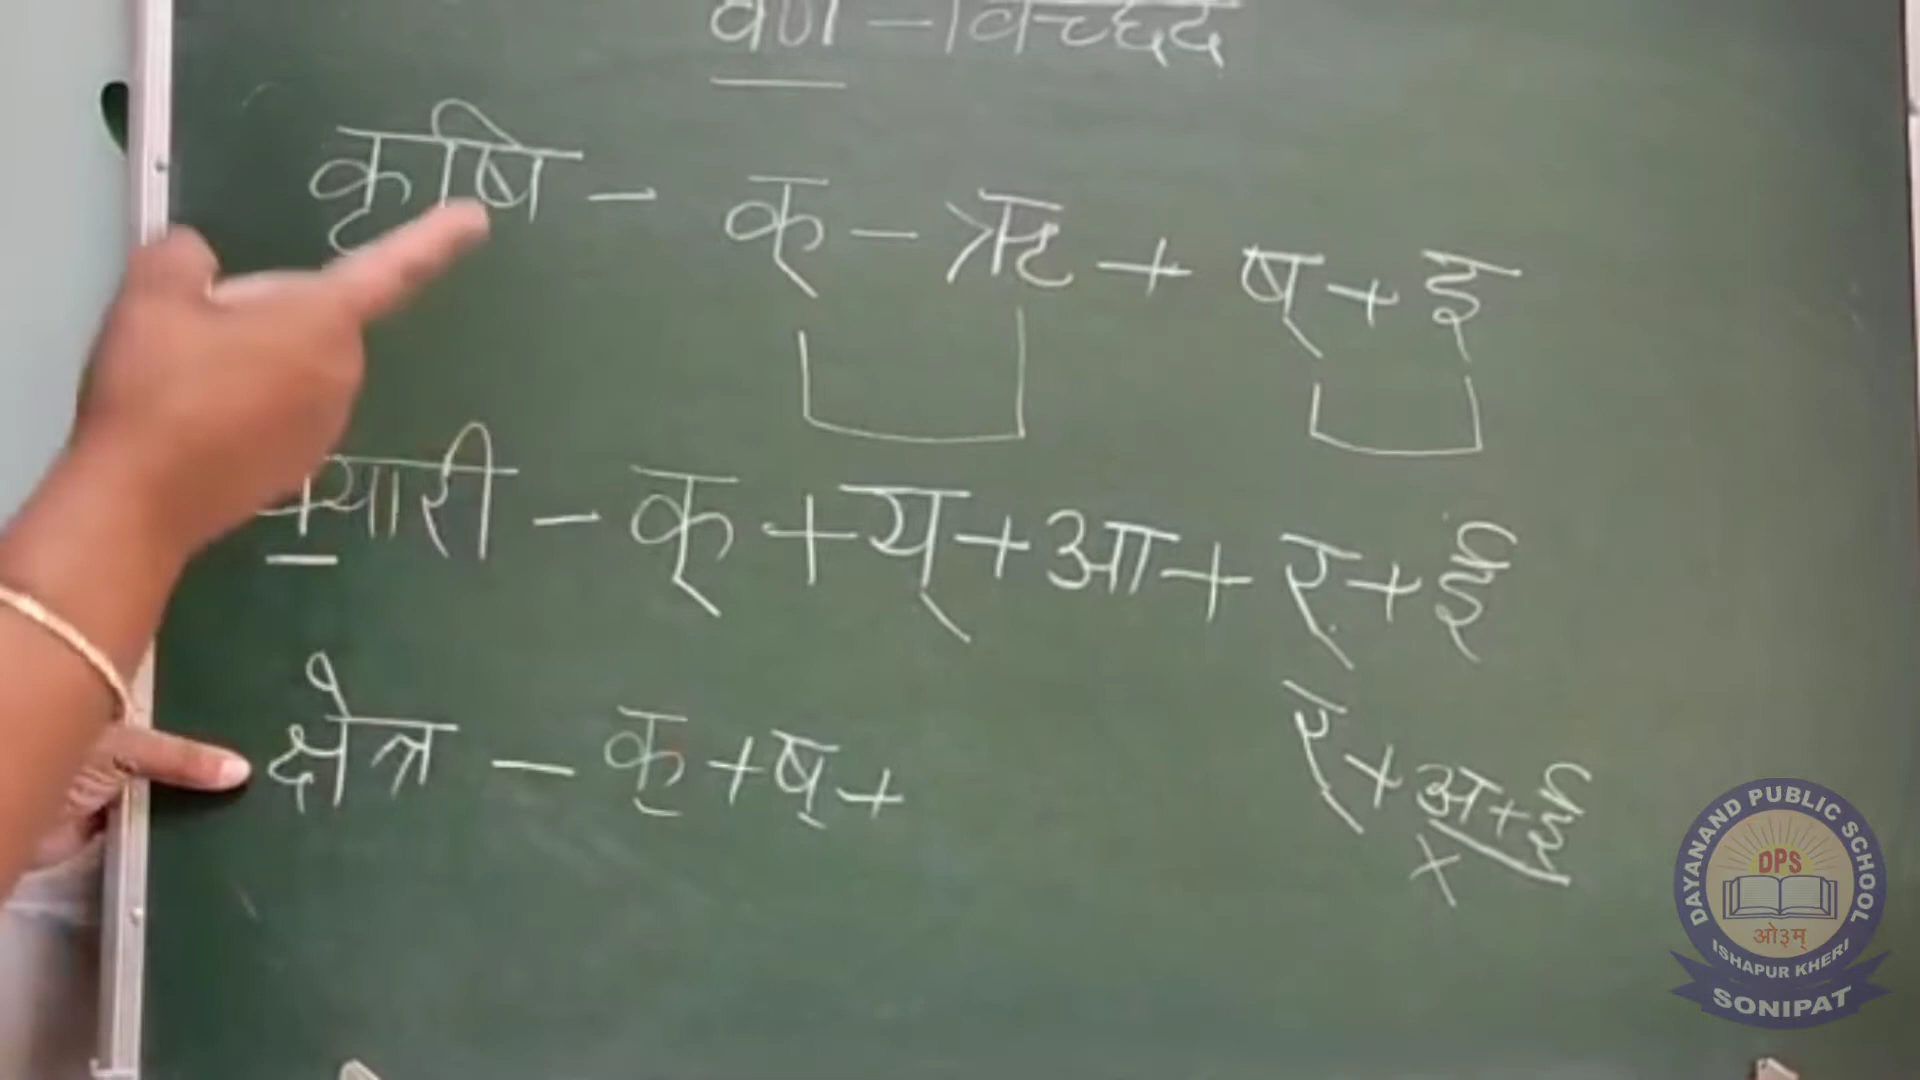 वर्ण – विच्छेद
कृषि – क् – ऋ + ष् + इ
क्यारी – क् + य् + आ + र् + ई
क्षेत्र – क् + ष् +
र् + अ + ई
×
DAYANAND PUBLIC SCHOOL
DPS
ओ३म्
ISHAPUR KHERI
SONIPAT